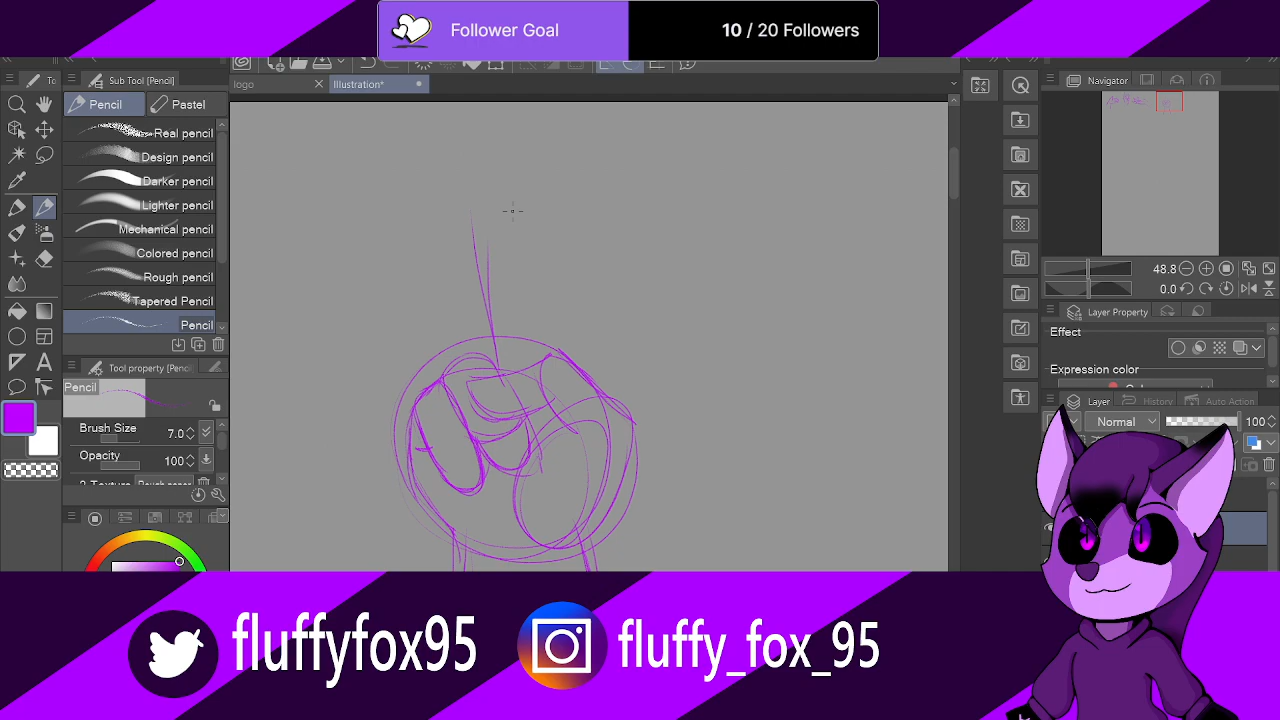 Follower Goal
10 / 20 Followers
Sub Tool [Pencil]
logo
Illustration*
Navigator
Pencil
Pastel
Real pencil
Design pencil
Darker pencil
Lighter pencil
Mechanical pencil
Colored pencil
Rough pencil
Tapered Pencil
Pencil
48.8
0.0
Layer Property
Effect
Expression color
Tool property [Pencil]
Pencil
Brush Size
7.0
Opacity
100
Layer
History
Auto Action
Normal
100
fluffyfox95
fluffy_fox_95